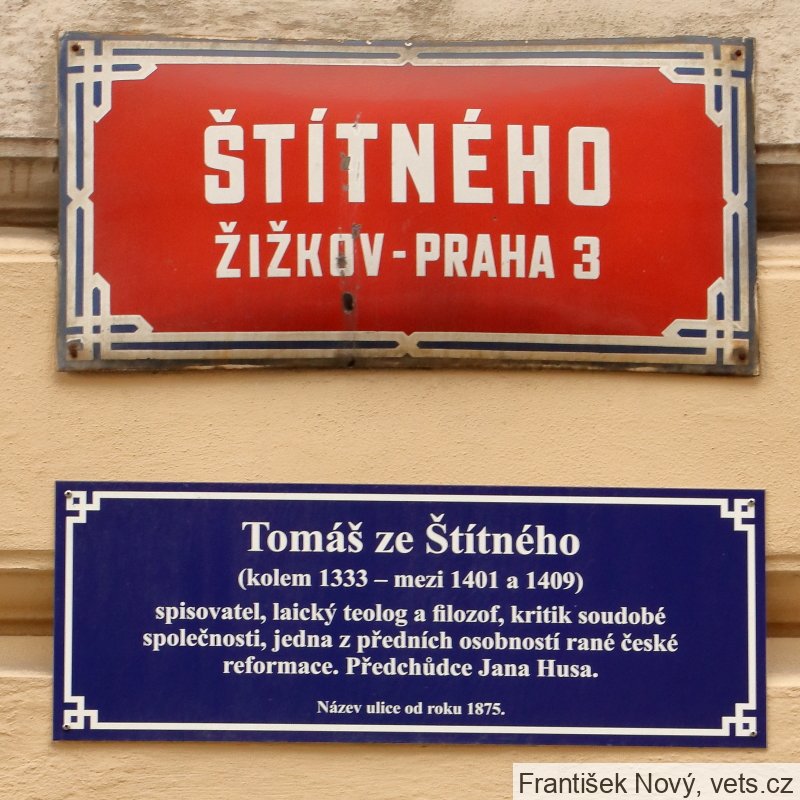 ŠTÍTNÉHO
ŽIŽKOV - PRAHA 3
Tomáš ze Štítného
(kolem 1333 – mezi 1401 a 1409)
spisovatel, laický teolog a filozof, kritik soudobé
společnosti, jedna z předních osobností rané české
reformace. Předchůdce Jana Husa.
Název ulice od roku 1875.
František Nový, vets.cz